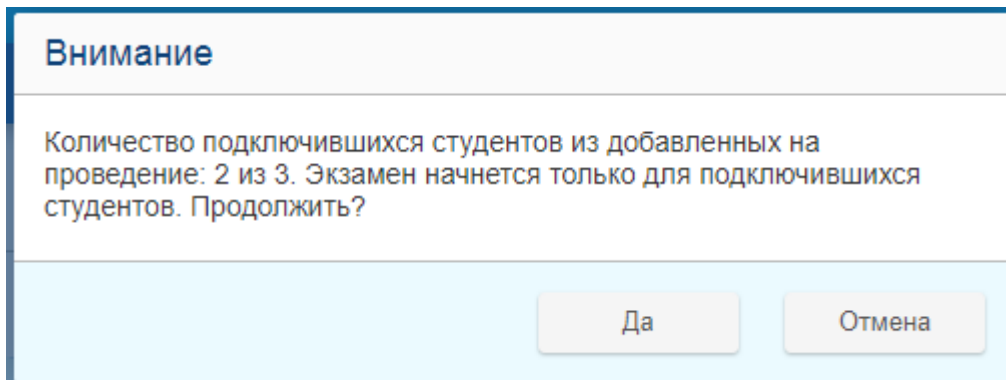 Внимание
Количество подключившихся студентов из добавленных на
проведение: 2 из 3. Экзамен начнется только для подключившихся
студентов. Продолжить?
Да
Отмена